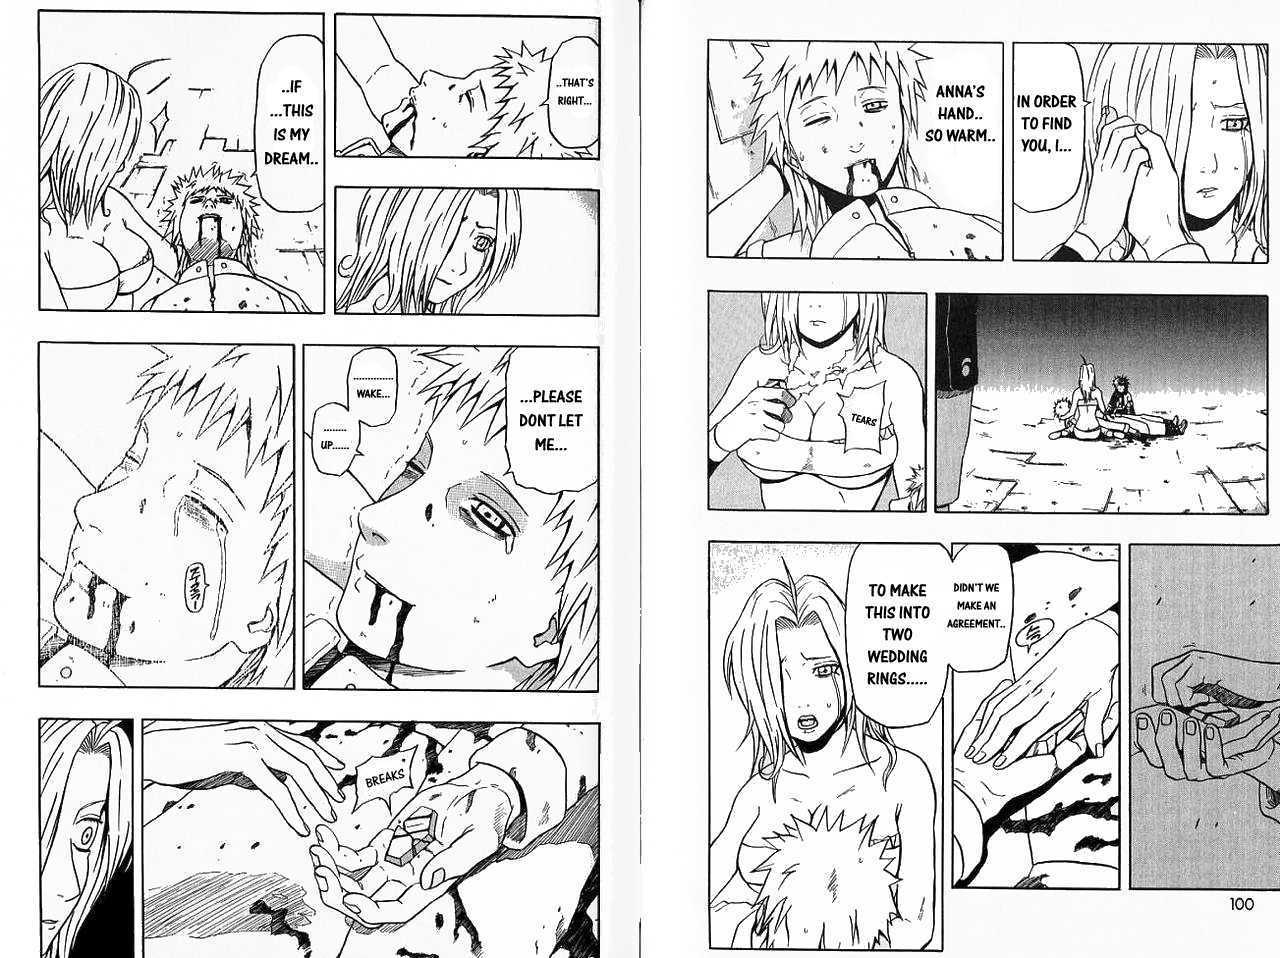 IN ORDER
TO FIND
YOU, I...
ANNA'S
HAND..
SO WARM..
TEARS
DIDN'T WE
MAKE AN
AGREEMENT..
TO MAKE
THIS INTO
TWO
WEDDING
RINGS.....
100
..THAT'S
RIGHT...
..IF
...THIS
IS MY
DREAM..
...PLEASE
DONT LET
ME...
..........
WAKE...
..........
UP......
BREAKS